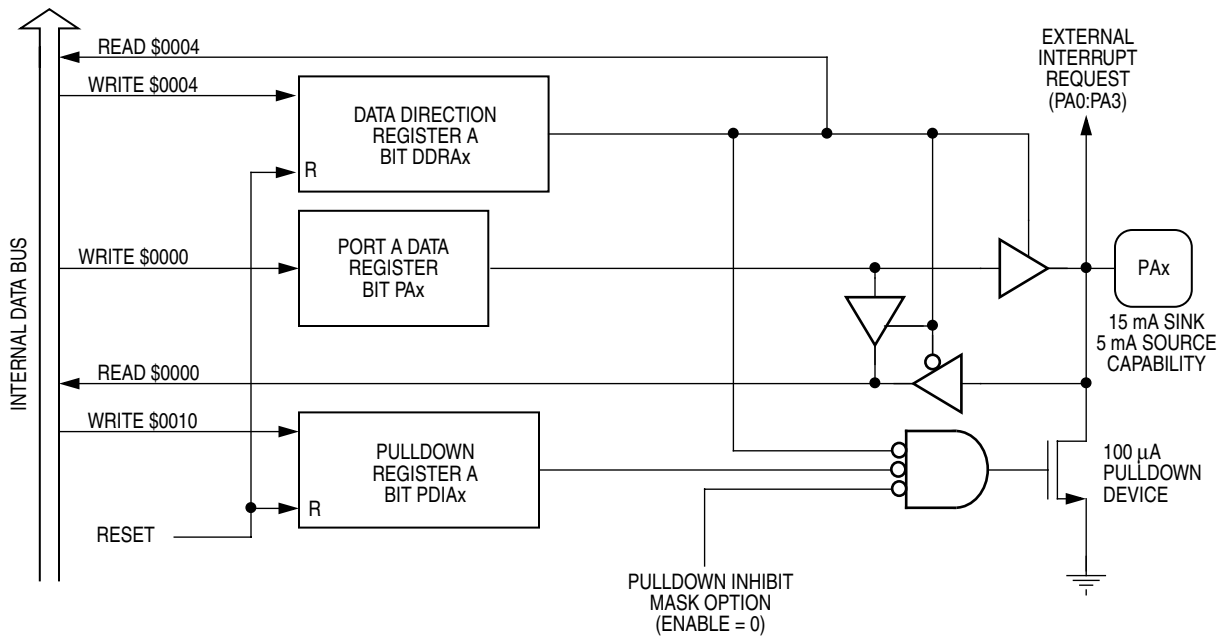 READ $0004
WRITE $0004
DATA DIRECTION
REGISTER A
BIT DDRAx
R
EXTERNAL
INTERRUPT
REQUEST
(PA0:PA3)
INTERNAL DATA BUS
WRITE $0000
PORT A DATA
REGISTER
BIT PAx
PAx
15 mA SINK
5 mA SOURCE
CAPABILITY
READ $0000
WRITE $0010
PULLDOWN
REGISTER A
BIT PDIAx
R
100 μA
PULLDOWN
DEVICE
RESET
PULLDOWN INHIBIT
MASK OPTION
(ENABLE = 0)